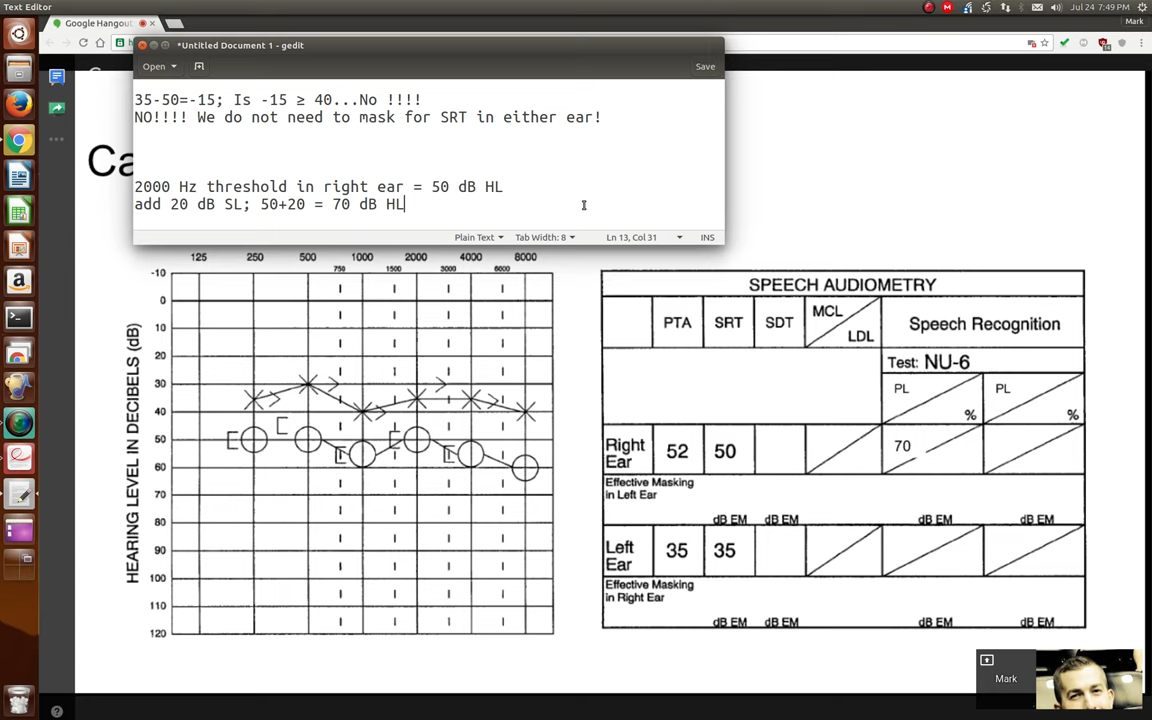 Text Editor
Jul 24 7:49 PM
Google Hangout
Mark
*Untitled Document 1 - gedit
Open
Save
35-50=-15; Is -15 ≥ 40...No !!!!
NO!!!! We do not need to mask for SRT in either ear!
2000 Hz threshold in right ear = 50 dB HL
add 20 dB SL; 50+20 = 70 dB HL
Plain Text
Tab Width: 8
Ln 13, Col 31
INS
Ca
125 250 500 1000 2000 4000 8000
750 1500 3000 6000
-10
0
10
20
30
40
50
60
70
80
90
100
110
120
HEARING LEVEL IN DECIBELS (dB)
SPEECH AUDIOMETRY
PTA SRT SDT MCL LDL Speech Recognition
Test: NU-6
PL % PL %
Right Ear 52 50 70
Effective Masking
in Left Ear
dB EM dB EM dB EM dB EM
Left Ear 35 35
Effective Masking
in Right Ear
dB EM dB EM dB EM dB EM
Mark